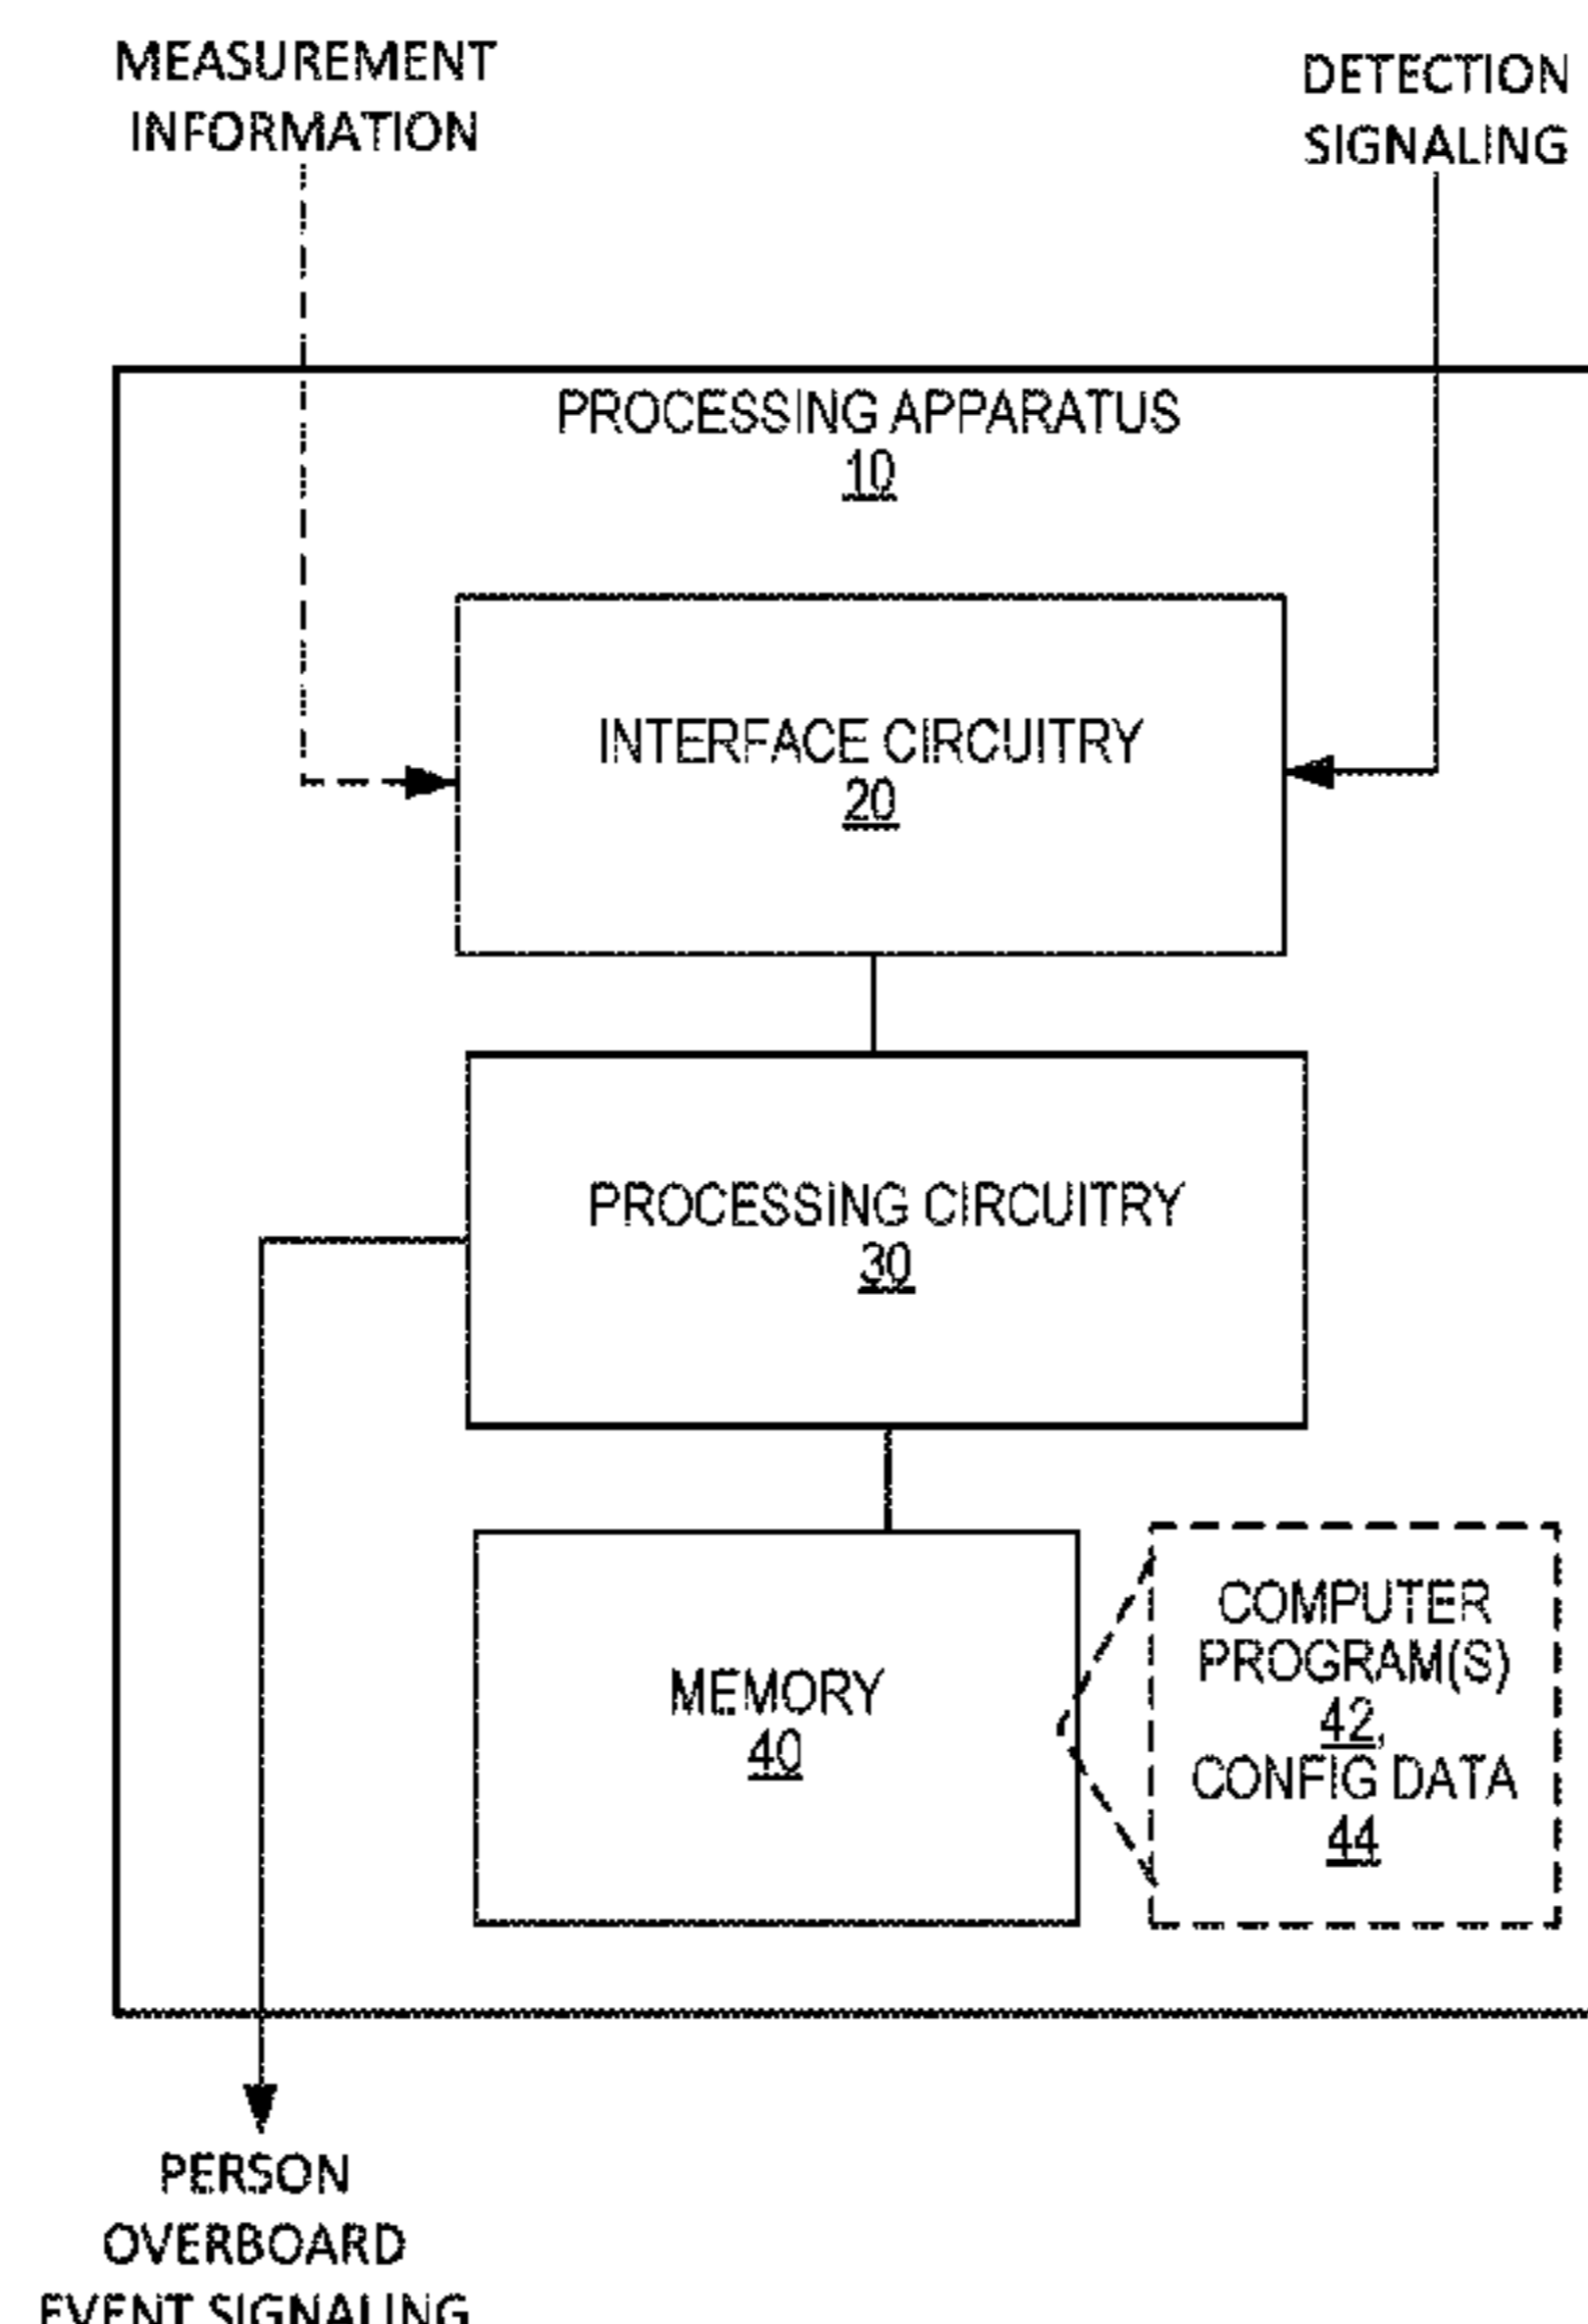 MEASUREMENT
INFORMATION
DETECTION
SIGNALING
PROCESSING APPARATUS
10
INTERFACE CIRCUITRY
20
PROCESSING CIRCUITRY
30
MEMORY
40
COMPUTER
PROGRAM(S)
42,
CONFIG DATA
44
PERSON
OVERBOARD
EVENT SIGNALING